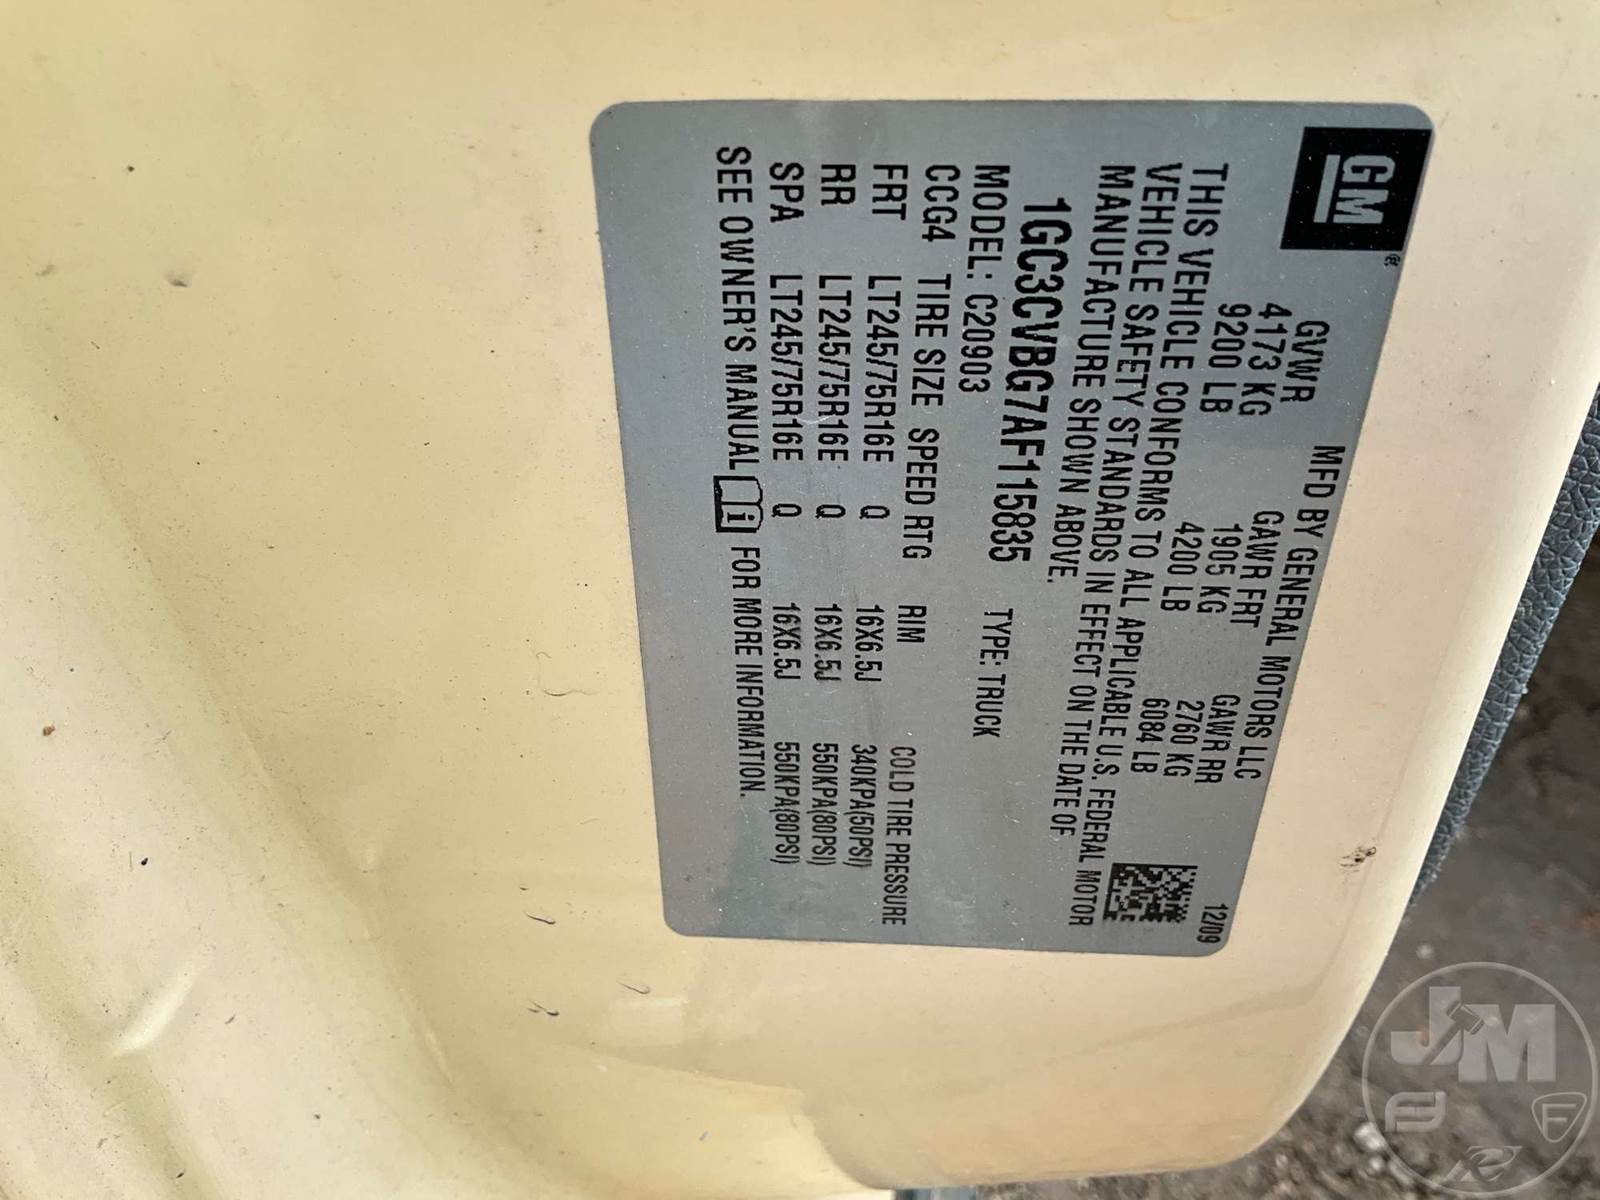 GM
MFD BY GENERAL MOTORS LLC
12/09
GVWR GAWR FRT GAWR RR
4173 KG 1905 KG 2760 KG
9200 LB 4200 LB 6084 LB
THIS VEHICLE CONFORMS TO ALL APPLICABLE U.S. FEDERAL MOTOR
VEHICLE SAFETY STANDARDS IN EFFECT ON THE DATE OF
MANUFACTURE SHOWN ABOVE.
1GC3CVBG7AF115835 TYPE: TRUCK
MODEL: C20903
CCG4 TIRE SIZE SPEED RTG RIM COLD TIRE PRESSURE
FRT LT245/75R16E Q 16X6.5J 340KPA(50PSI)
RR LT245/75R16E Q 16X6.5J 550KPA(80PSI)
SPA LT245/75R16E Q 16X6.5J 550KPA(80PSI)
SEE OWNER'S MANUAL i FOR MORE INFORMATION.
JM